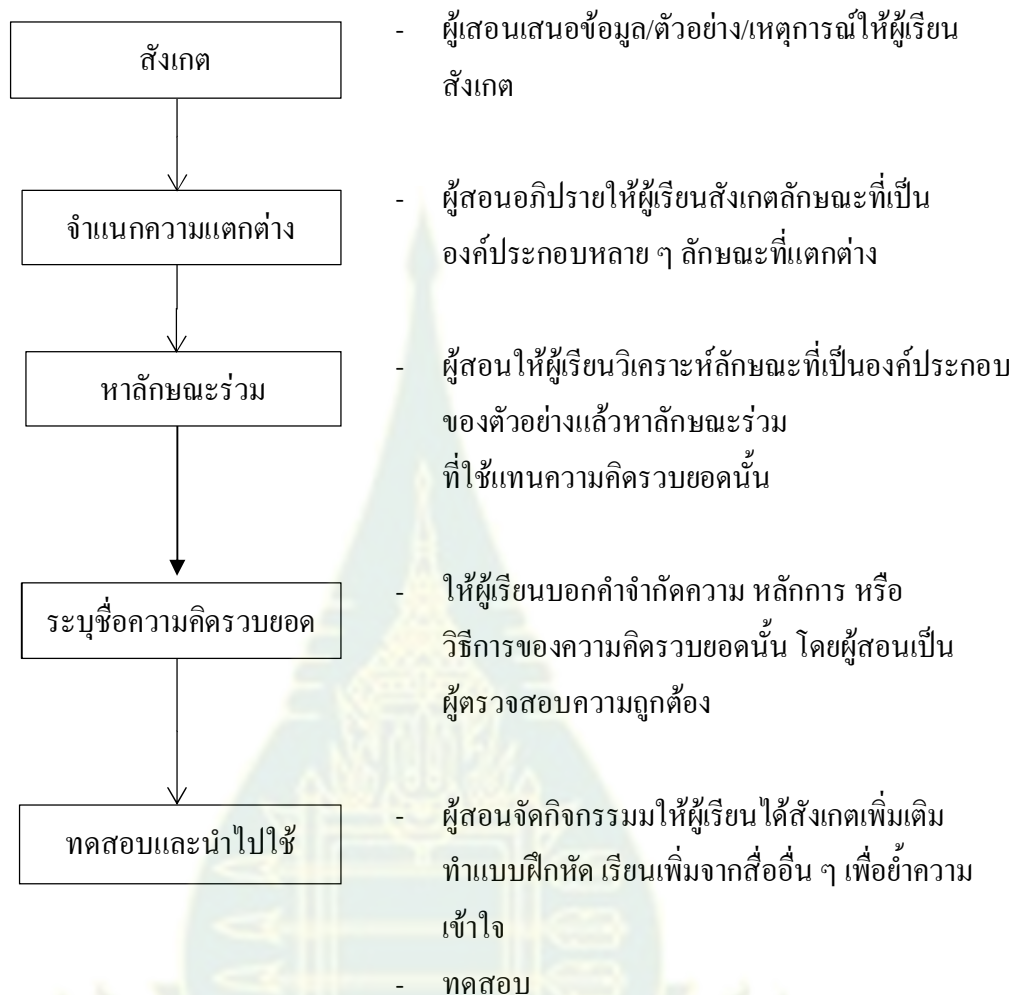 สังเกต
- ผู้เสอนเสนอข้อมูล/ตัวอย่าง/เหตุการณ์ให้ผู้เรียน
สังเกต
จำแนกความแตกต่าง
- ผู้สอนอภิปรายให้ผู้เรียนสังเกตลักษณะที่เป็น
องค์ประกอบหลาย ๆ ลักษณะที่แตกต่าง
หาลักษณะร่วม
- ผู้สอนให้ผู้เรียนวิเคราะห์ลักษณะที่เป็นองค์ประกอบ
ของตัวอย่างแล้วหาลักษณะร่วม
ที่ใช้แทนความคิดรวบยอดนั้น
ระบุชื่อความคิดรวบยอด
- ให้ผู้เรียนบอกคำจำกัดความ หลักการ หรือ
วิธีการของความคิดรวบยอดนั้น โดยผู้สอนเป็น
ผู้ตรวจสอบความถูกต้อง
ทดสอบและนำไปใช้
- ผู้สอนจัดกิจกรรมมให้ผู้เรียนได้สังเกตเพิ่มเติม
ทำแบบฝึกหัด เรียนเพิ่มจากสื่ออื่น ๆ เพื่อย้ำความ
เข้าใจ
- ทดสอบ